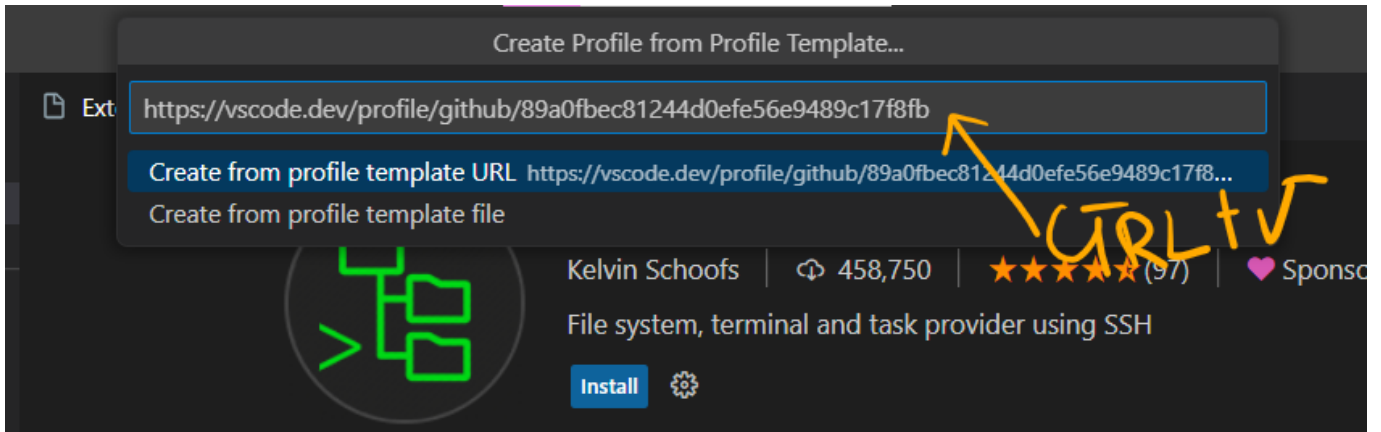 Create Profile from Profile Template...
Ext
https://vscode.dev/profile/github/89a0fbec81244d0efe56e9489c17f8fb
Create from profile template URL https://vscode.dev/profile/github/89a0fbec81244d0efe56e9489c17f8...
Create from profile template file
CTRL+V
Kelvin Schoofs 458,750 (97) Sponso
File system, terminal and task provider using SSH
Install